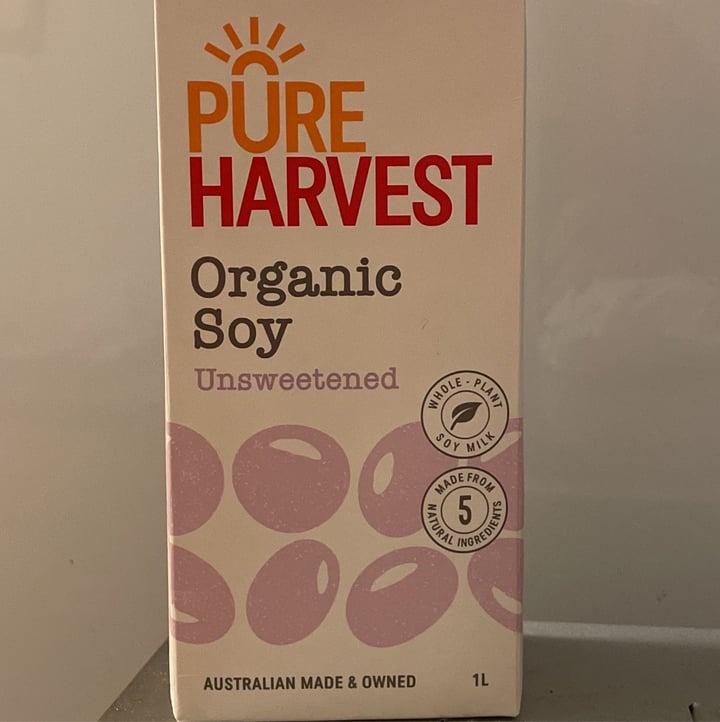 PURE
HARVEST
Organic
Soy
Unsweetened
WHOLE - PLANT
SOY MILK
MADE FROM
5
NATURAL INGREDIENTS
AUSTRALIAN MADE & OWNED 1L